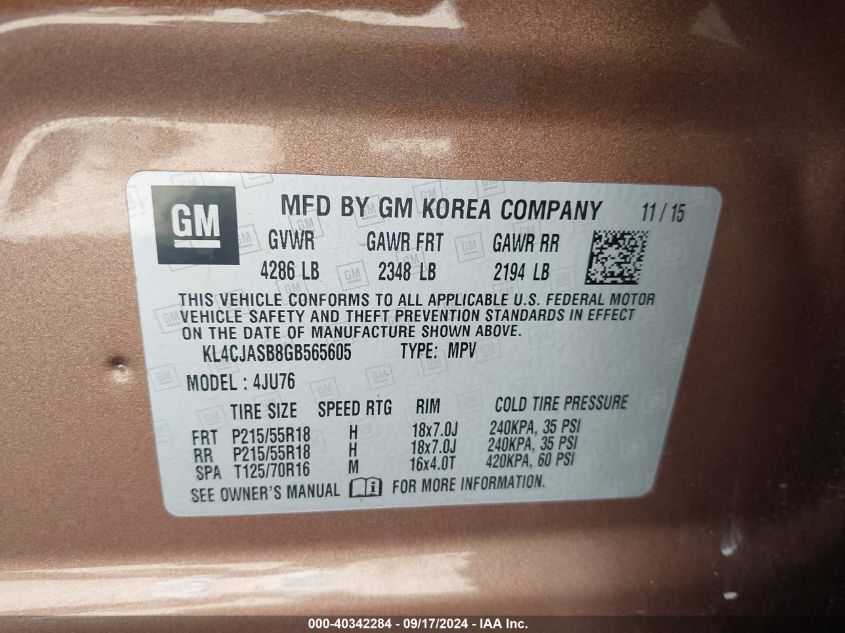 GM
MFD BY GM KOREA COMPANY 11/15
GVWR GAWR FRT GAWR RR
4286 LB 2348 LB 2194 LB
THIS VEHICLE CONFORMS TO ALL APPLICABLE U.S. FEDERAL MOTOR
VEHICLE SAFETY AND THEFT PREVENTION STANDARDS IN EFFECT
ON THE DATE OF MANUFACTURE SHOWN ABOVE.
KL4CJASB8GB565605 TYPE: MPV
MODEL : 4JU76
TIRE SIZE SPEED RTG RIM COLD TIRE PRESSURE
FRT P215/55R18 H 18x7.0J 240KPA, 35 PSI
RR P215/55R18 H 18x7.0J 240KPA, 35 PSI
SPA T125/70R16 M 16x4.0T 420KPA, 60 PSI
SEE OWNER'S MANUAL FOR MORE INFORMATION.
000-40342284 - 09/17/2024 - IAA Inc.